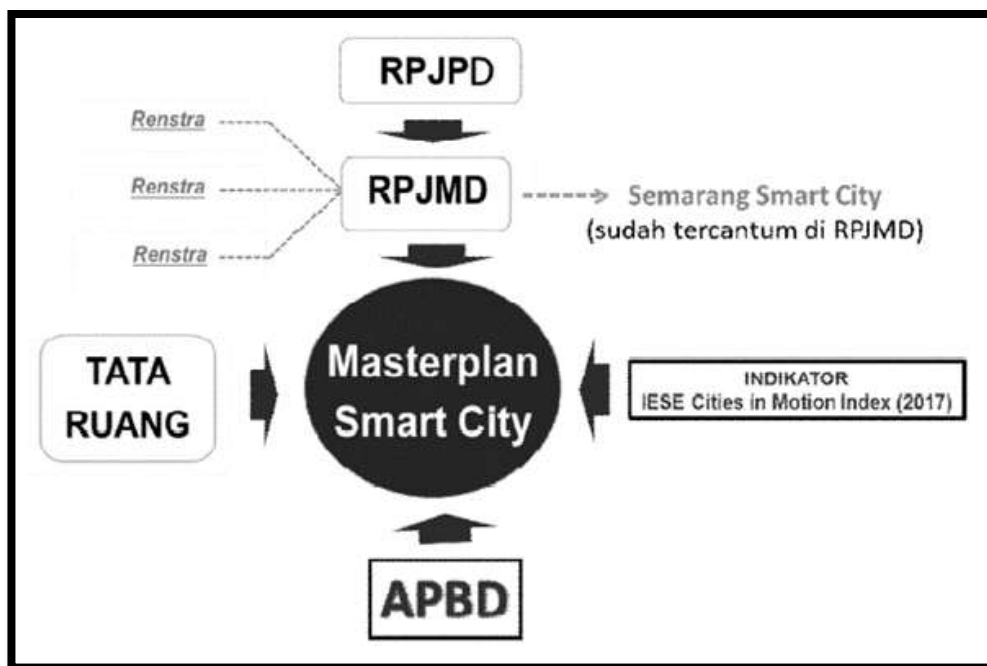 RPJPD
Renstra
Renstra
Renstra
RPJMD
Semarang Smart City
(sudah tercantum di RPJMD)
TATA
RUANG
Masterplan
Smart City
INDIKATOR
IESE Cities in Motion Index (2017)
APBD